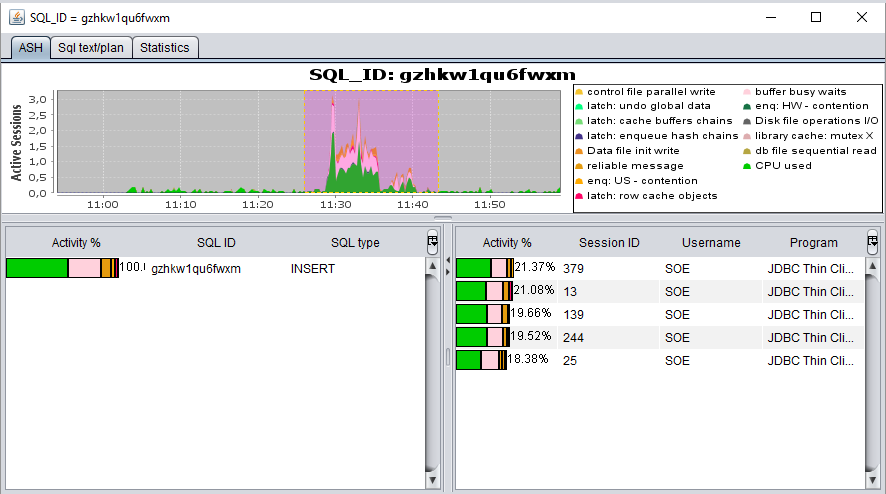 SQL_ID = gzhkw1qu6fwxm
ASH Sql text/plan Statistics
SQL_ID: gzhkw1qu6fwxm
Active Sessions
3,0
2,5
2,0
1,5
1,0
0,5
0,0
11:00 11:10 11:20 11:30 11:40 11:50
control file parallel write
latch: undo global data
latch: cache buffers chains
latch: enqueue hash chains
Data file init write
reliable message
enq: US - contention
latch: row cache objects
buffer busy waits
enq: HW - contention
Disk file operations I/O
library cache: mutex X
db file sequential read
CPU used
Activity % SQL ID SQL type
100.0 gzhkw1qu6fwxm INSERT
Activity % Session ID Username Program
21.37% 379 SOE JDBC Thin Cli...
21.08% 13 SOE JDBC Thin Cli...
19.66% 139 SOE JDBC Thin Cli...
19.52% 244 SOE JDBC Thin Cli...
18.38% 25 SOE JDBC Thin Cli...